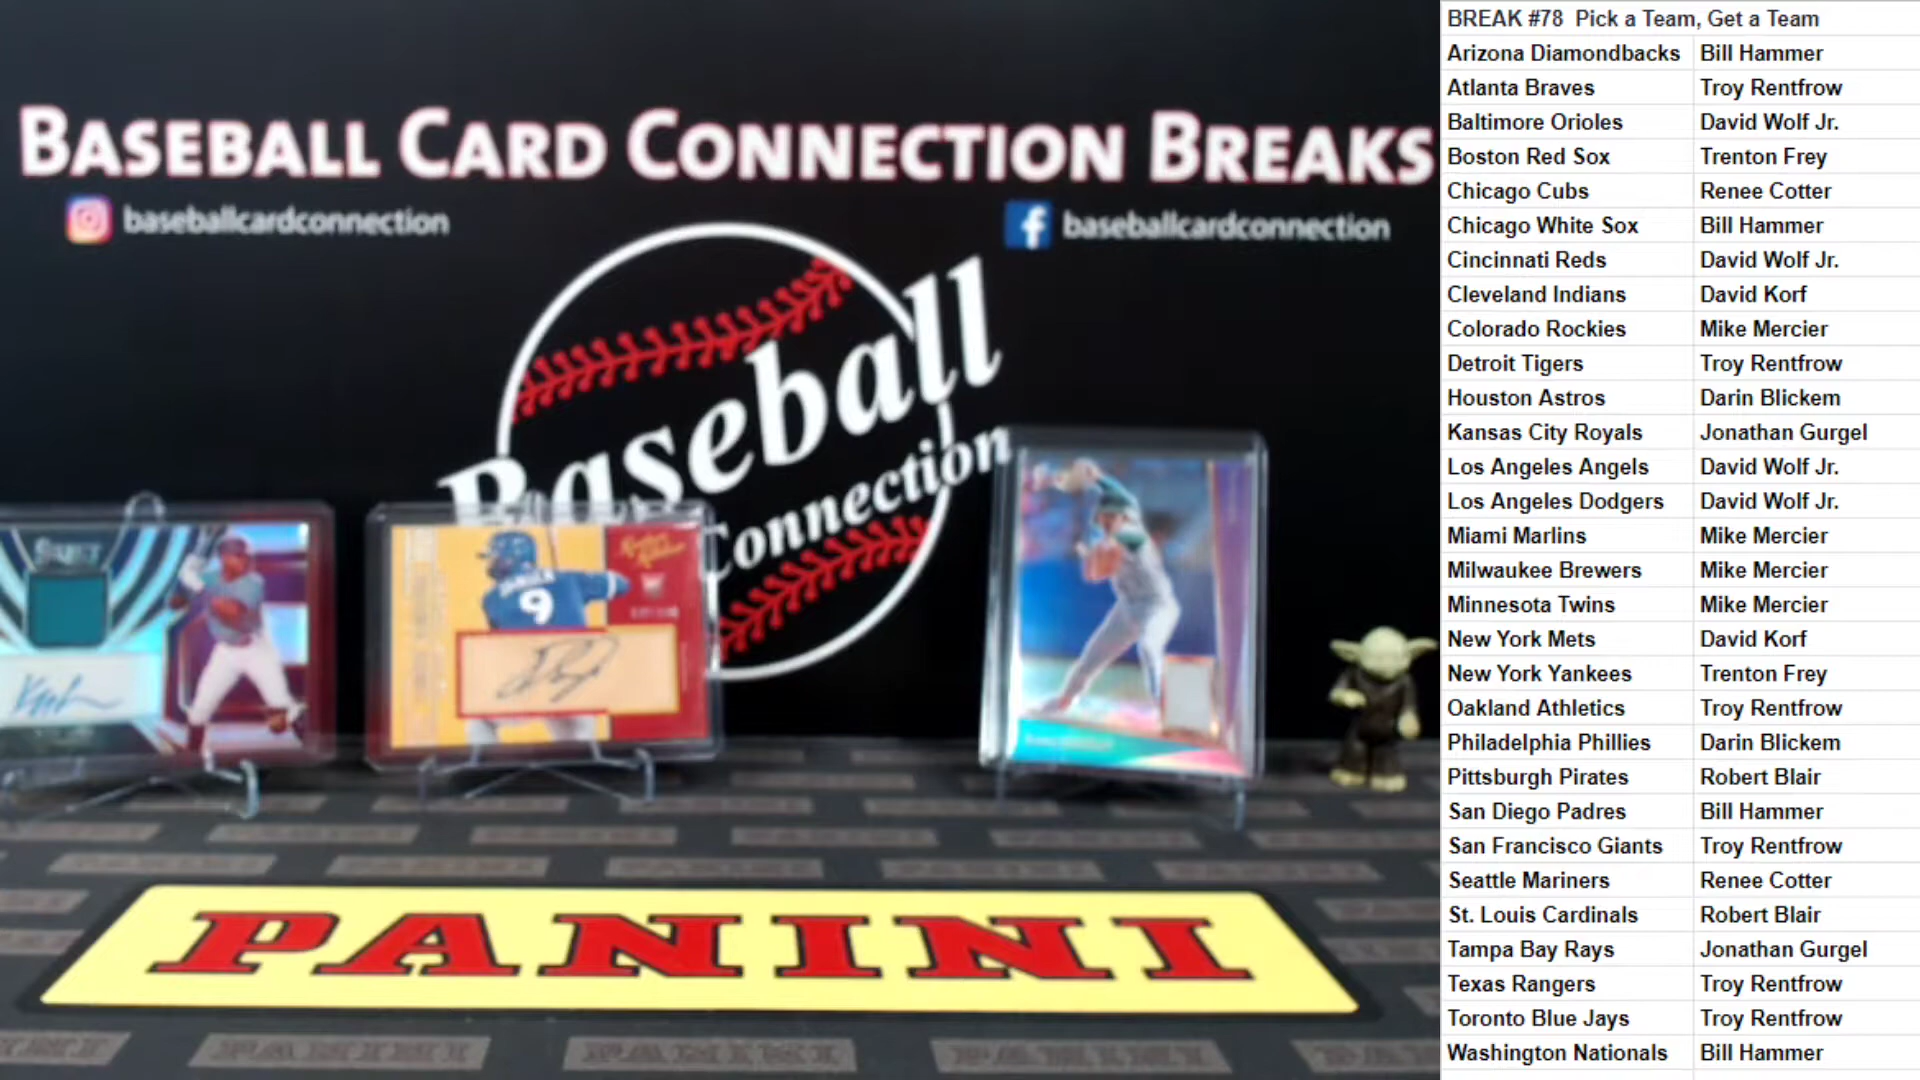 BASEBALL CARD CONNECTION BREAKS
baseballcardconnection
baseballcardconnection
Baseball
Connection
SELECT
9
PANINI
PANINI
PANINI
PANINI
BREAK #78 Pick a Team, Get a Team
Arizona Diamondbacks Bill Hammer
Atlanta Braves Troy Rentfrow
Baltimore Orioles David Wolf Jr.
Boston Red Sox Trenton Frey
Chicago Cubs Renee Cotter
Chicago White Sox Bill Hammer
Cincinnati Reds David Wolf Jr.
Cleveland Indians David Korf
Colorado Rockies Mike Mercier
Detroit Tigers Troy Rentfrow
Houston Astros Darin Blickem
Kansas City Royals Jonathan Gurgel
Los Angeles Angels David Wolf Jr.
Los Angeles Dodgers David Wolf Jr.
Miami Marlins Mike Mercier
Milwaukee Brewers Mike Mercier
Minnesota Twins Mike Mercier
New York Mets David Korf
New York Yankees Trenton Frey
Oakland Athletics Troy Rentfrow
Philadelphia Phillies Darin Blickem
Pittsburgh Pirates Robert Blair
San Diego Padres Bill Hammer
San Francisco Giants Troy Rentfrow
Seattle Mariners Renee Cotter
St. Louis Cardinals Robert Blair
Tampa Bay Rays Jonathan Gurgel
Texas Rangers Troy Rentfrow
Toronto Blue Jays Troy Rentfrow
Washington Nationals Bill Hammer